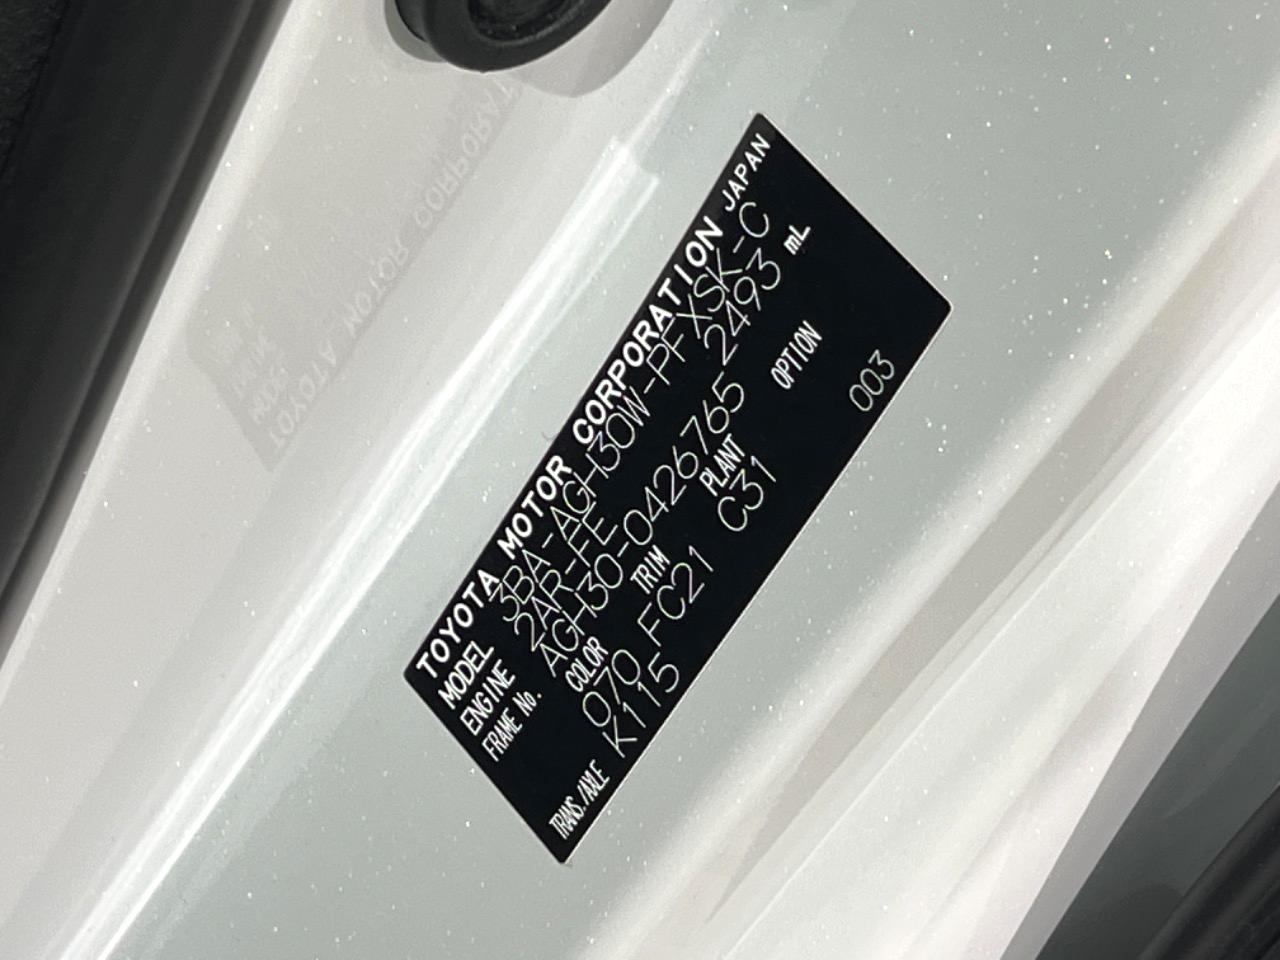 TOYOTA MOTOR CORPORATION JAPAN
MODEL 3BA-AGH30W-PFXSK-C
ENGINE 2AR-FE 2493 mL
FRAME No. AGH30-0426765
COLOR TRIM PLANT OPTION
070 FC21 C31 003
TRANS./AXLE K115